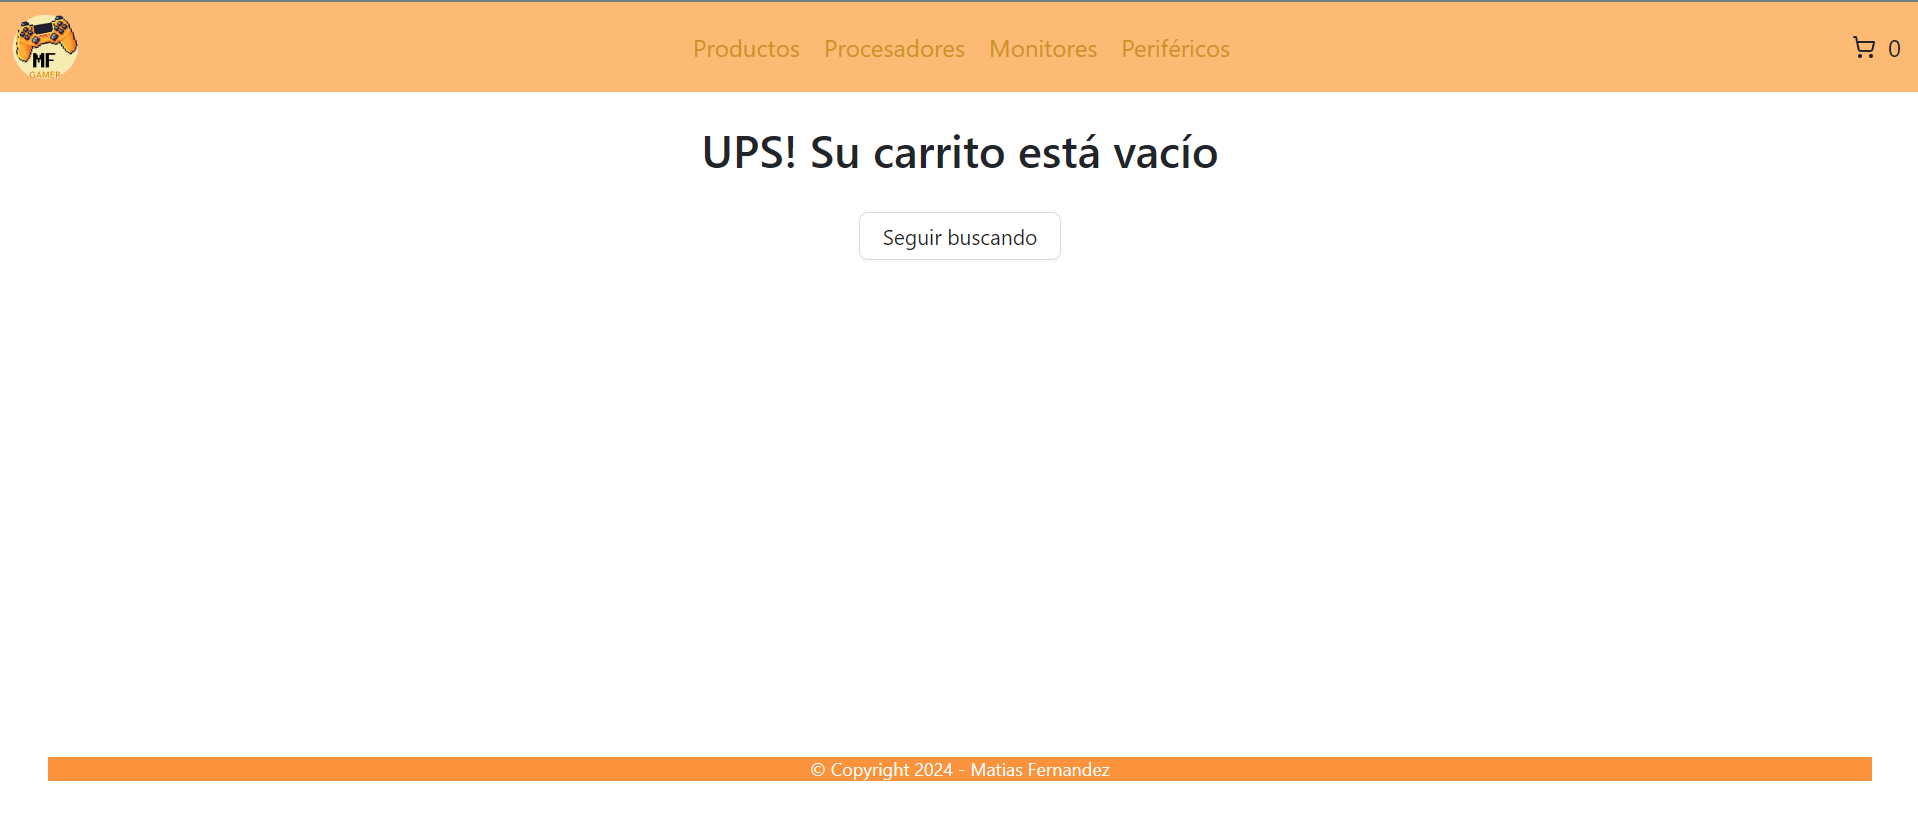 MF
GAMER
Productos Procesadores Monitores Periféricos
0
UPS! Su carrito está vacío
Seguir buscando
© Copyright 2024 - Matias Fernandez